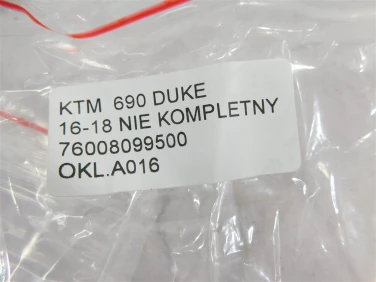 KTM 690 DUKE
16-18 NIE KOMPLETNY
76008099500
OKL.A016